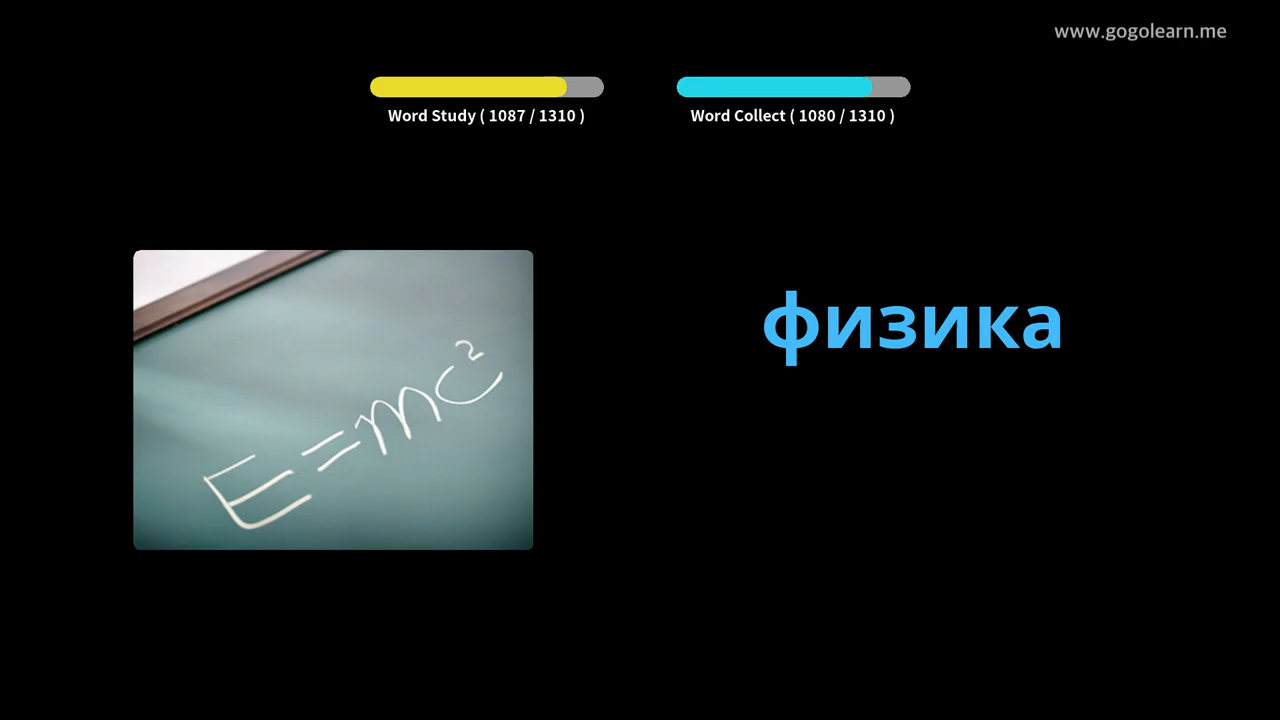 www.gogolearn.me
Word Study ( 1087 / 1310 )
Word Collect ( 1080 / 1310 )
E=mc²
физика